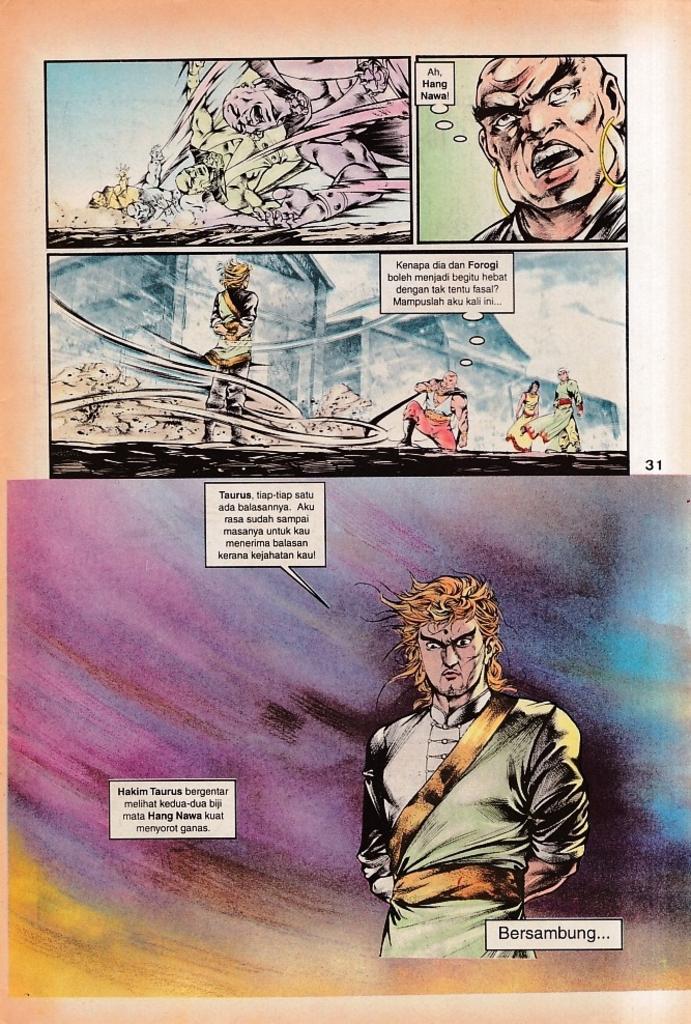 Ah,
Hang
Nawa!
Kenapa dia dan Forogi
boleh menjadi begitu hebat
dengan tak tentu fasal?
Mampuslah aku kali ini...
31
Taurus, tiap-tiap satu
ada balasannya. Aku
rasa sudah sampai
masanya untuk kau
menerima balasan
kerana kejahatan kau!
Hakim Taurus bergentar
melihat kedua-dua biji
mata Hang Nawa kuat
menyorot ganas.
Bersambung...